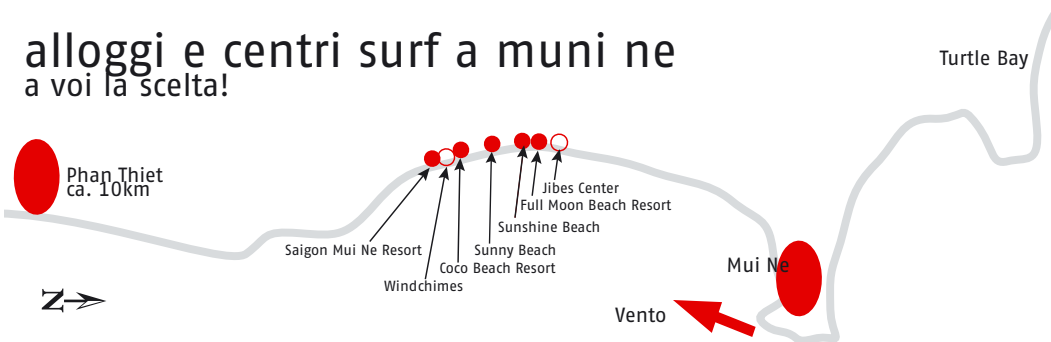 alloggi e centri surf a muni ne
a voi la scelta!
Turtle Bay
Phan Thiet
ca. 10km
Jibes Center
Full Moon Beach Resort
Sunshine Beach
Saigon Mui Ne Resort
Sunny Beach
Coco Beach Resort
Windchimes
Mui Ne
Vento
N